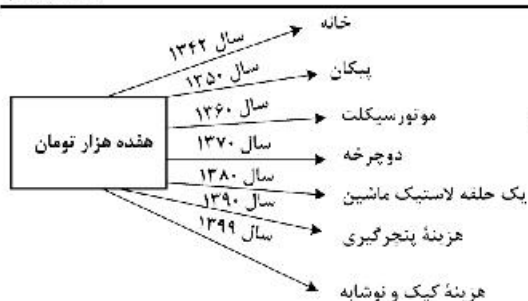 خانه
سال ۱۳۴۲
پیکان
سال ۱۳۵۰
موتورسیکلت
سال ۱۳۶۰
هفده هزار تومان
سال ۱۳۷۰
دوچرخه
سال ۱۳۸۰
یک حلقه لاستیک ماشین
سال ۱۳۹۰
هزینهٔ پنچرگیری
سال ۱۳۹۹
هزینهٔ کیک و نوشابه